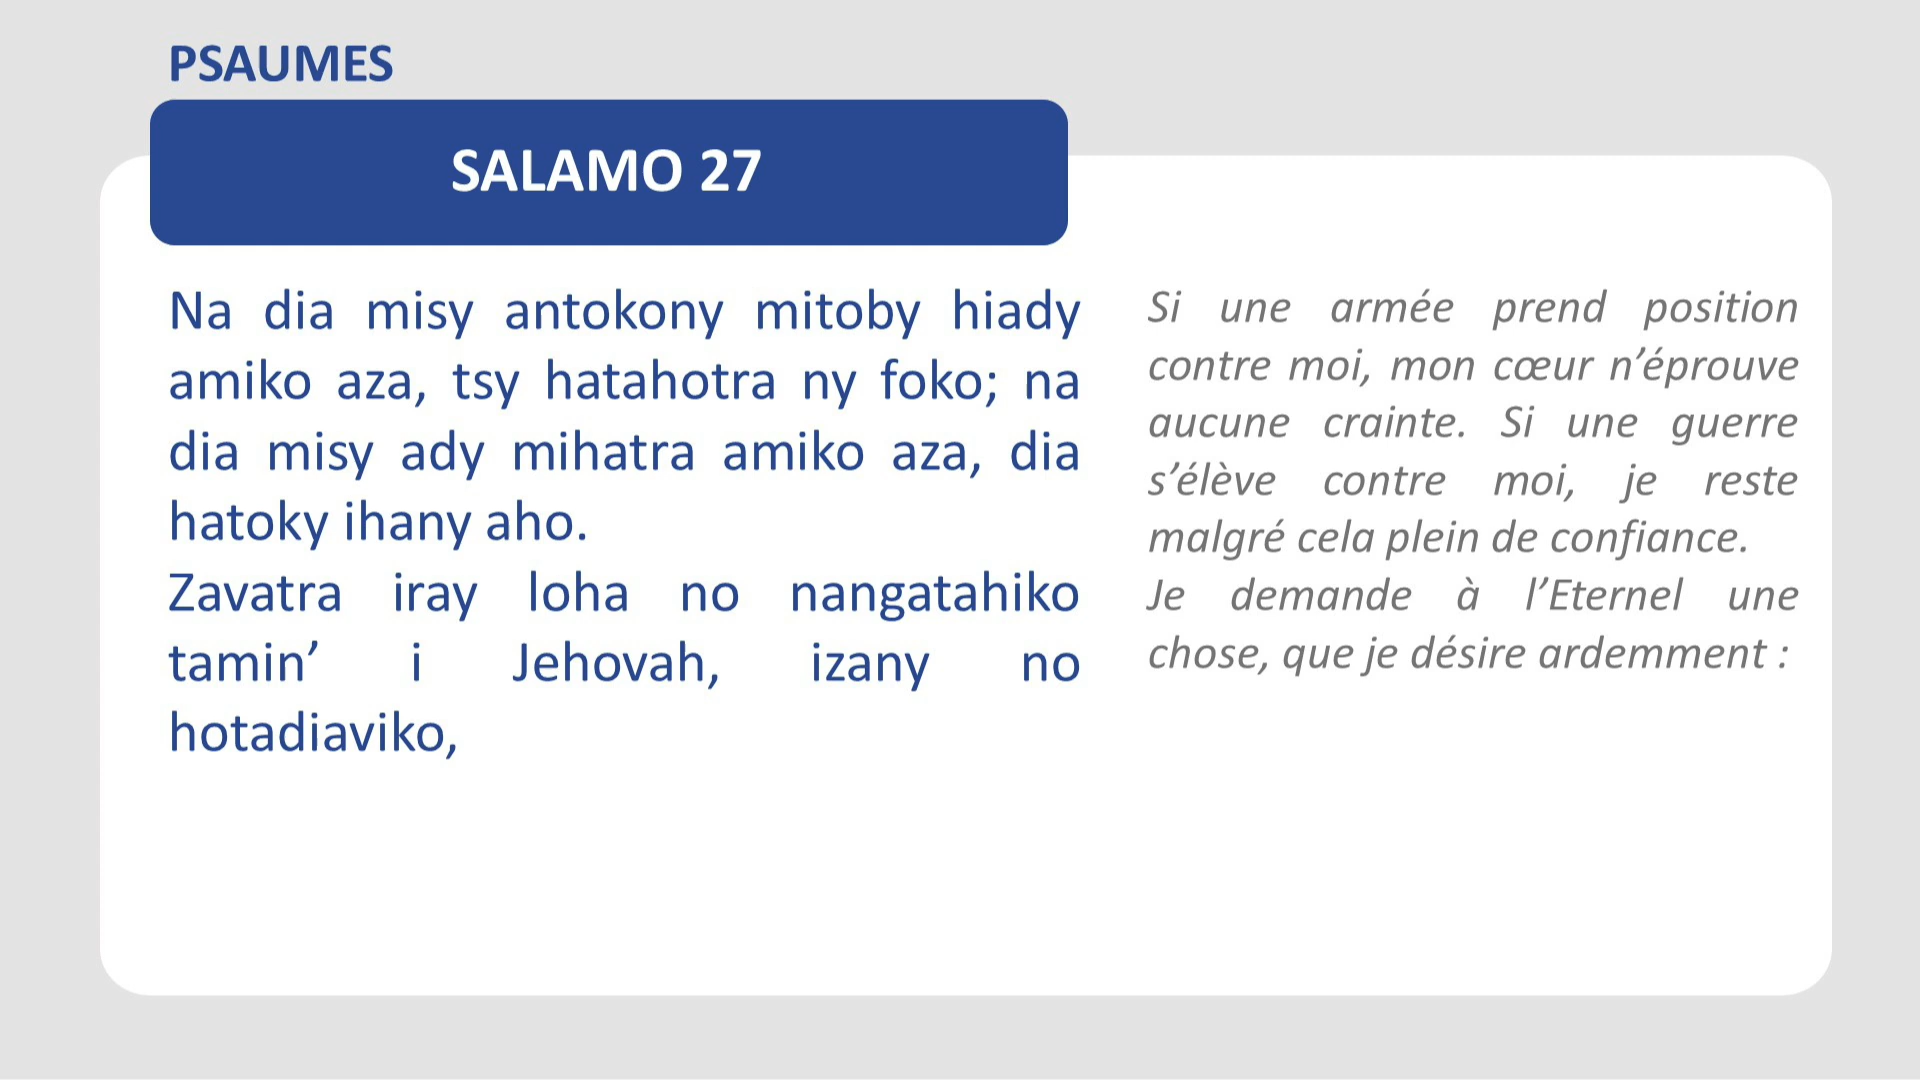 PSAUMES
SALAMO 27
Na dia misy antokony mitoby hiady
amiko aza, tsy hatahotra ny foko; na
dia misy ady mihatra amiko aza, dia
hatoky ihany aho.
Zavatra iray loha no nangatahiko
tamin’ i Jehovah, izany no
hotadiaviko,
Si une armée prend position
contre moi, mon cœur n’éprouve
aucune crainte. Si une guerre
s’élève contre moi, je reste
malgré cela plein de confiance.
Je demande à l’Eternel une
chose, que je désire ardemment :